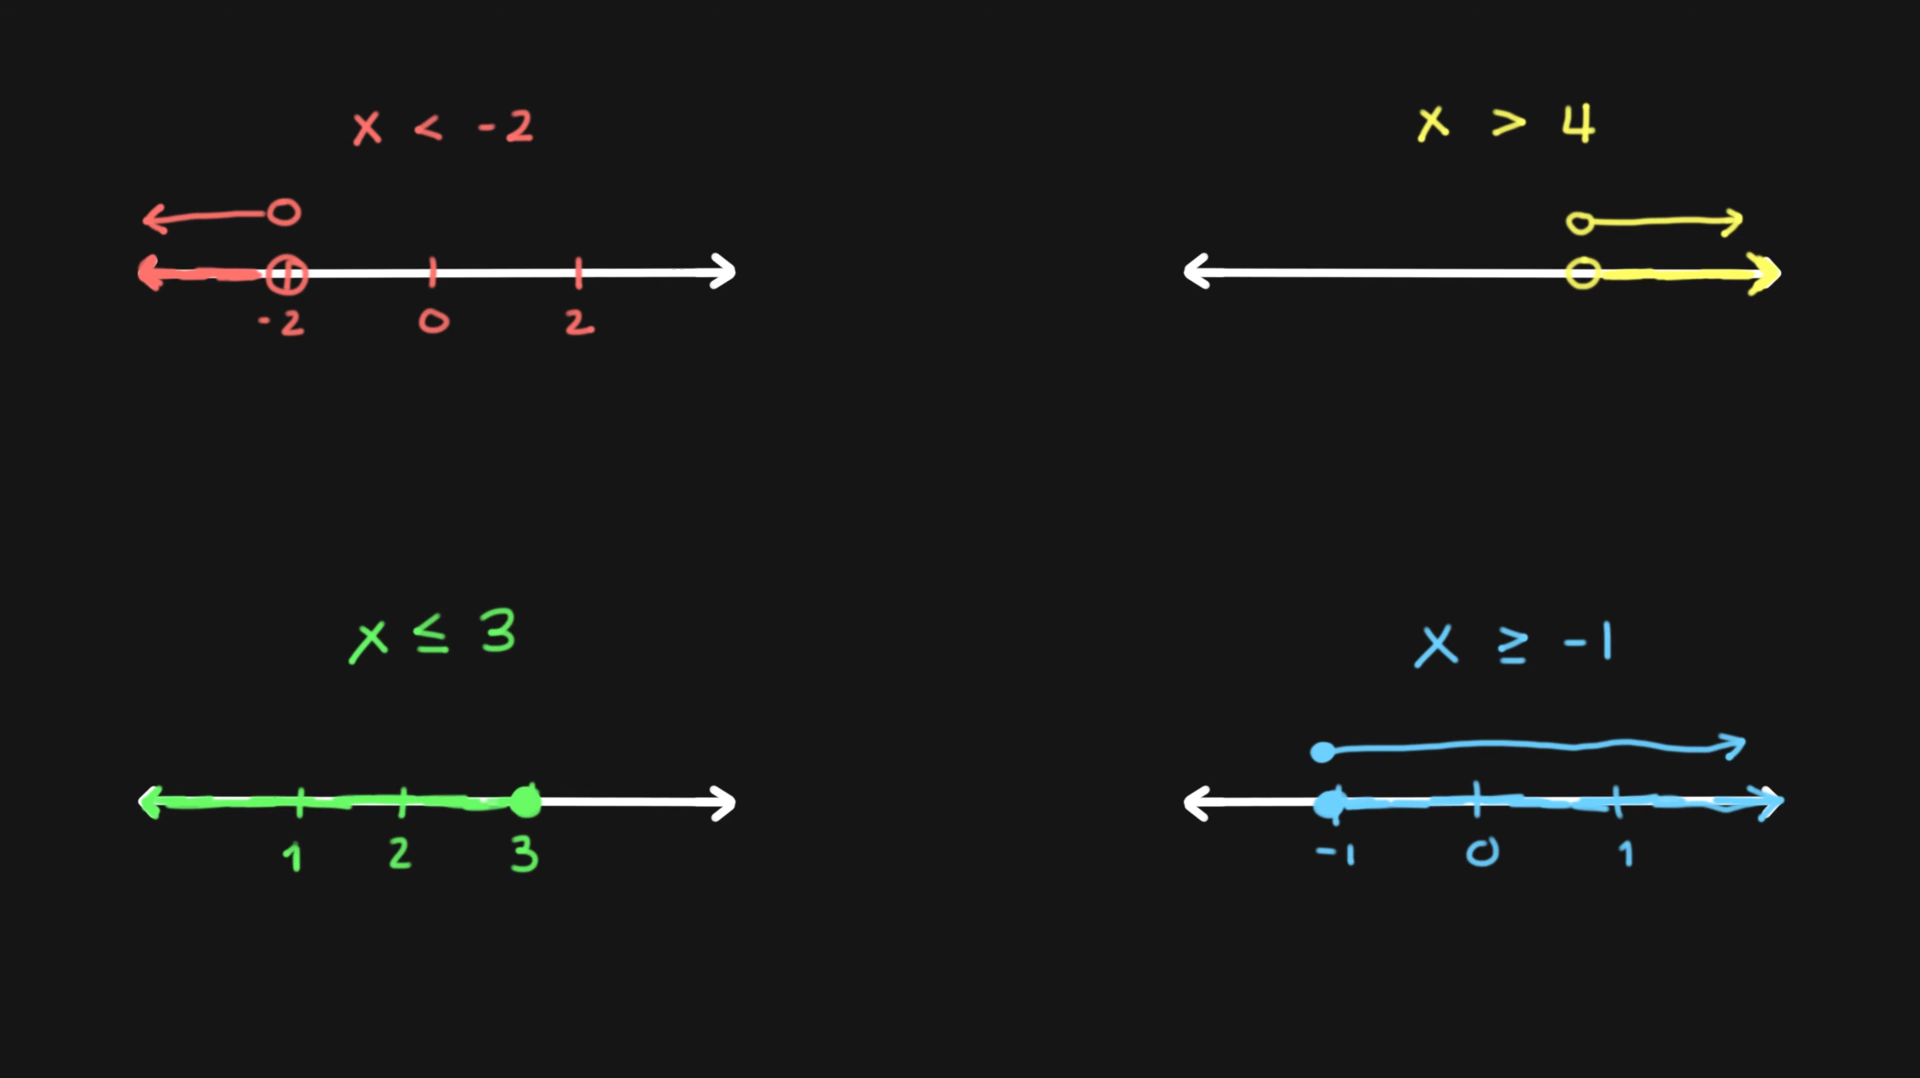 x < -2
-2 0 2
x > 4
x ≤ 3
1 2 3
x ≥ -1
-1 0 1